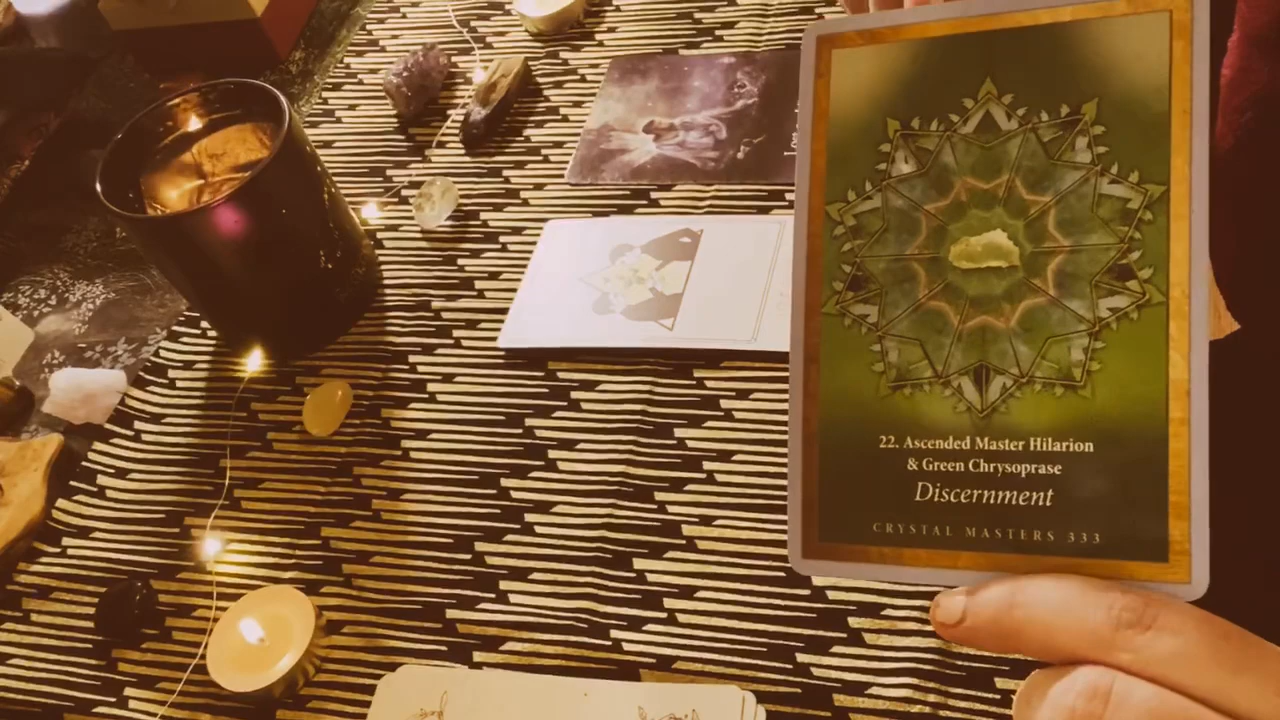 22. Ascended Master Hilarion
& Green Chrysoprase
Discernment
CRYSTAL MASTERS 333